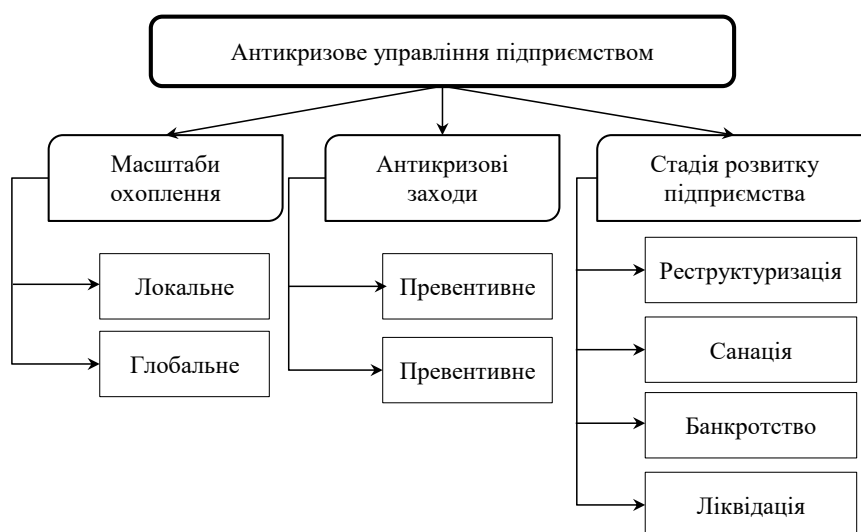 Антикризове управління підприємством
Масштаби
охоплення
Антикризові
заходи
Стадія розвитку
підприємства
Локальне
Глобальне
Превентивне
Превентивне
Реструктуризація
Санація
Банкротство
Ліквідація